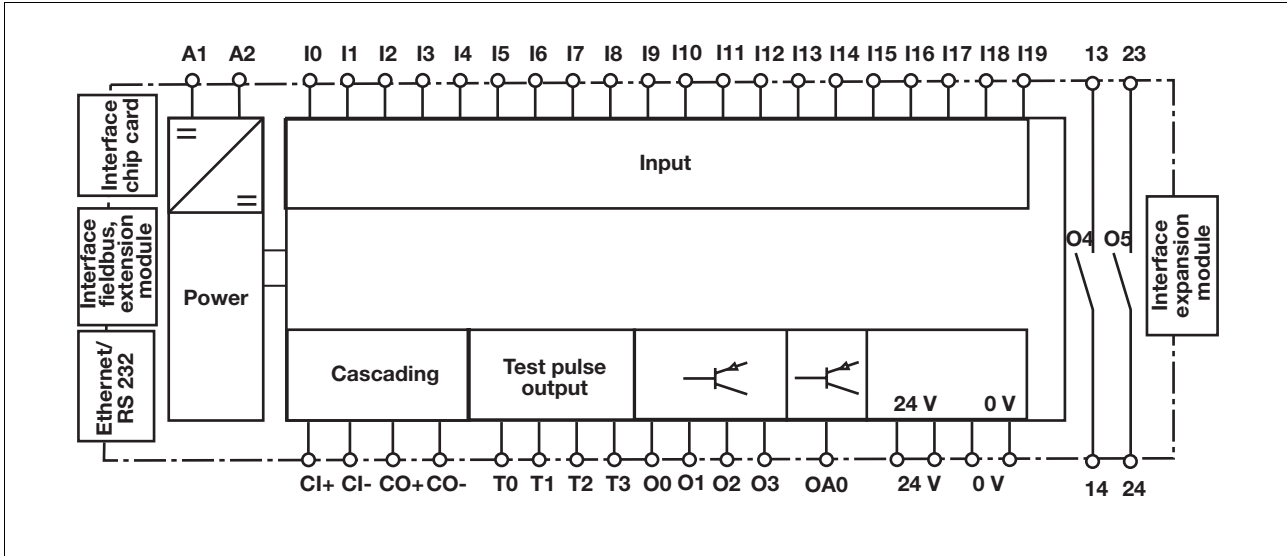 A1 A2 I0 I1 I2 I3 I4 I5 I6 I7 I8 I9 I10 I11 I12 I13 I14 I15 I16 I17 I18 I19 13 23
Interface
chip card
Input
Interface
fieldbus,
extension
module
Power
O4 O5
Interface
expansion
module
Ethernet/
RS 232
Cascading
Test pulse
output
24 V 0 V
CI+ CI- CO+ CO- T0 T1 T2 T3 O0 O1 O2 O3 OA0 24 V 0 V 14 24